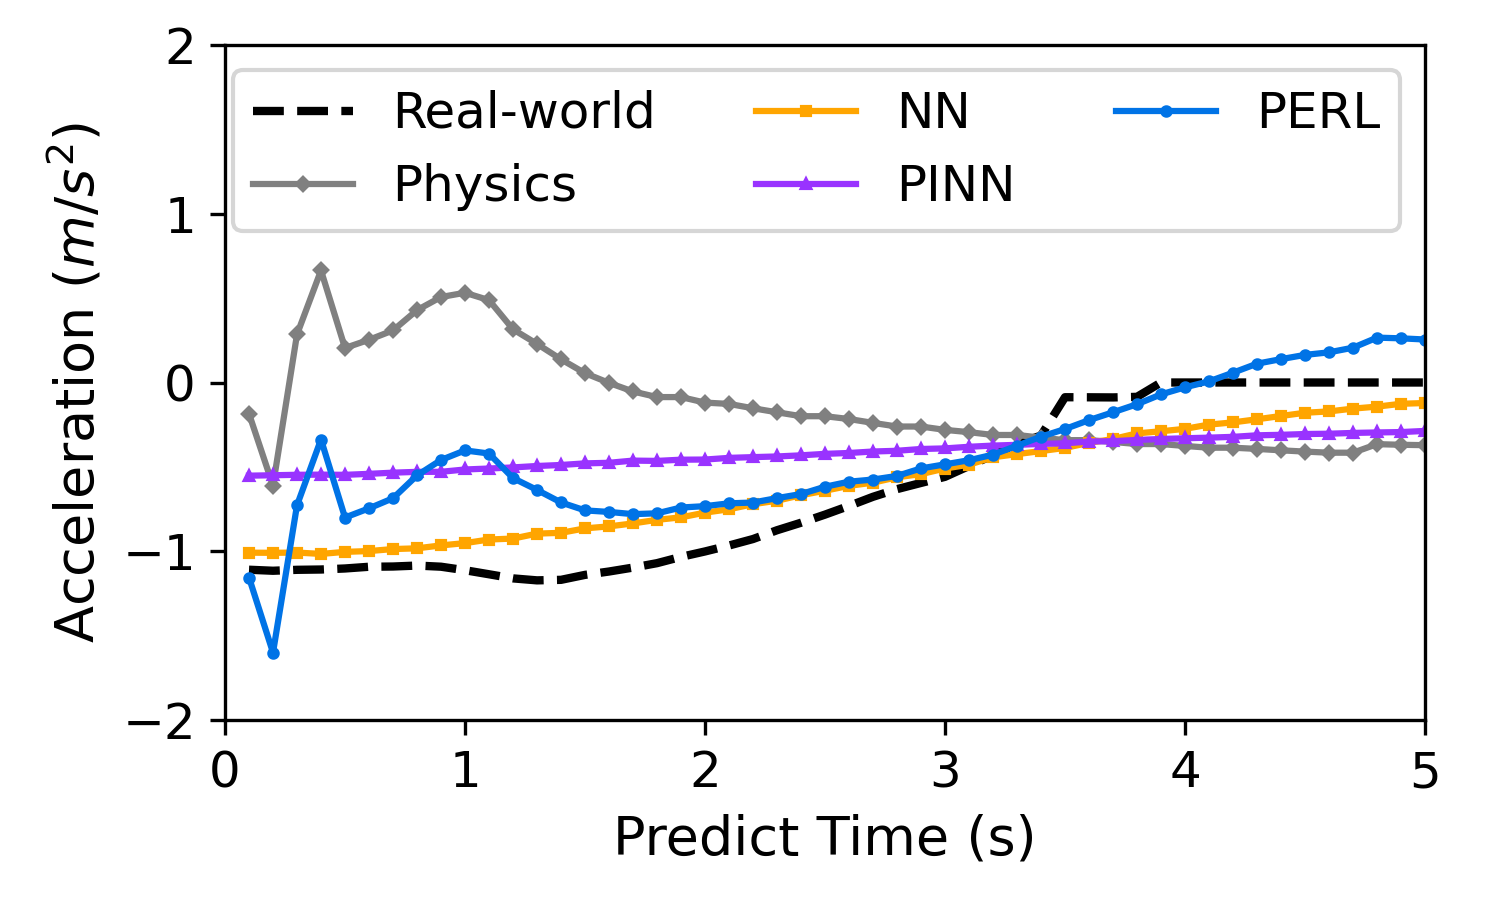 2
1
0
−1
−2
Acceleration (m/s²)
Real-world
NN
PERL
Physics
PINN
0 1 2 3 4 5
Predict Time (s)